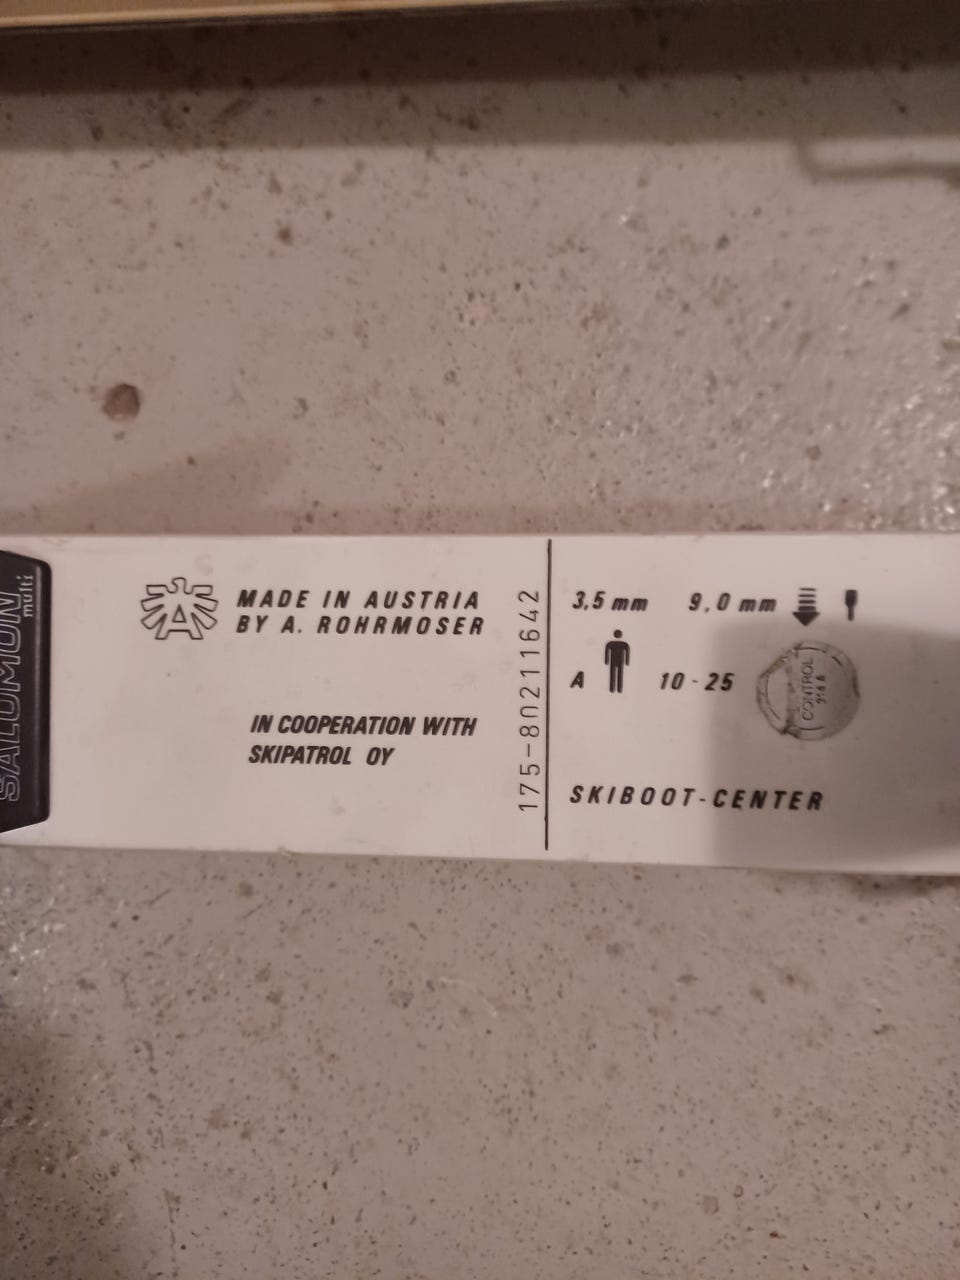 SALOMON
multi
A
MADE IN AUSTRIA
BY A. ROHRMOSER
IN COOPERATION WITH
SKIPATROL OY
175-80211642
3,5 mm 9,0 mm
A 10-25
CONTROL
314 A
SKIBOOT-CENTER